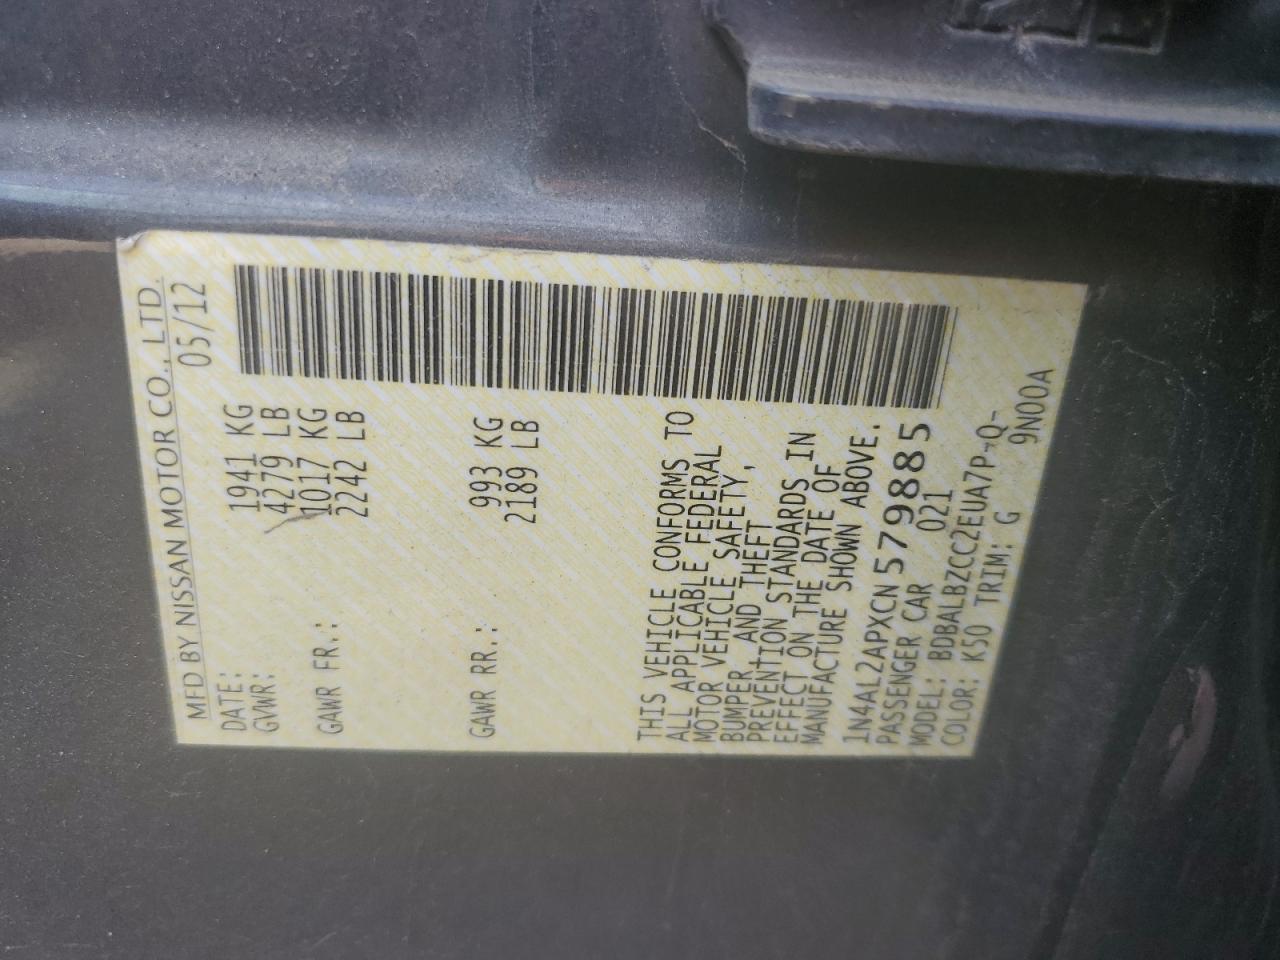 MFD BY NISSAN MOTOR CO., LTD.
DATE: 05/12
GVWR: 1941 KG
4279 LB
GAWR FR.: 1017 KG
2242 LB
GAWR RR.: 993 KG
2189 LB
THIS VEHICLE CONFORMS TO
ALL APPLICABLE FEDERAL
MOTOR VEHICLE SAFETY,
BUMPER, AND THEFT
PREVENTION STANDARDS IN
EFFECT ON THE DATE OF
MANUFACTURE SHOWN ABOVE.
1N4AL2APXCN579885
PASSENGER CAR 021
MODEL: BDBALBZCC2EUA7P-Q-
COLOR: K50 TRIM: G 9N00A